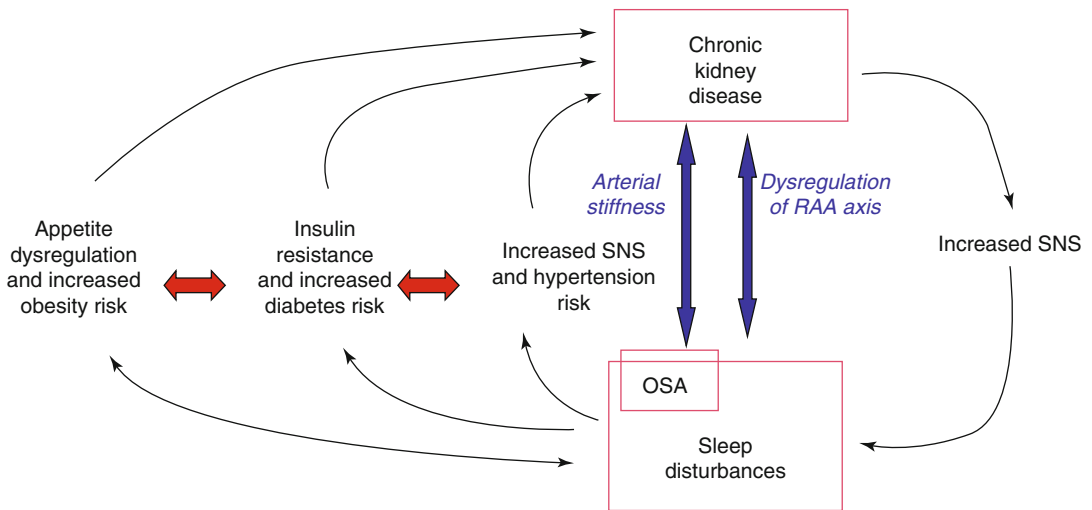 Chronic
kidney
disease
Arterial
stiffness
Dysregulation
of RAA axis
Appetite
dysregulation
and increased
obesity risk
Insulin
resistance
and increased
diabetes risk
Increased SNS
and hypertension
risk
Increased SNS
OSA
Sleep
disturbances